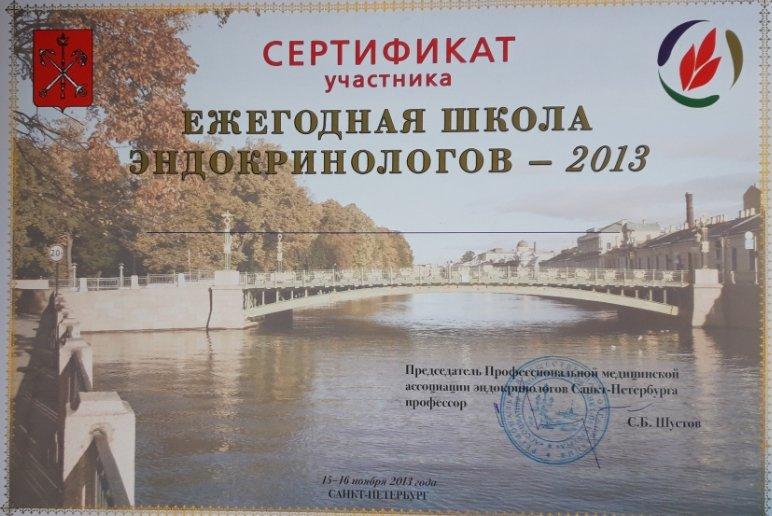 СЕРТИФИКАТ
участника
ЕЖЕГОДНАЯ ШКОЛА
ЭНДОКРИНОЛОГОВ – 2013
20
Председатель Профессиональной медицинской
ассоциации эндокринологов Санкт-Петербурга
профессор
С.Б. Шустов
15–16 ноября 2013 года
САНКТ-ПЕТЕРБУРГ